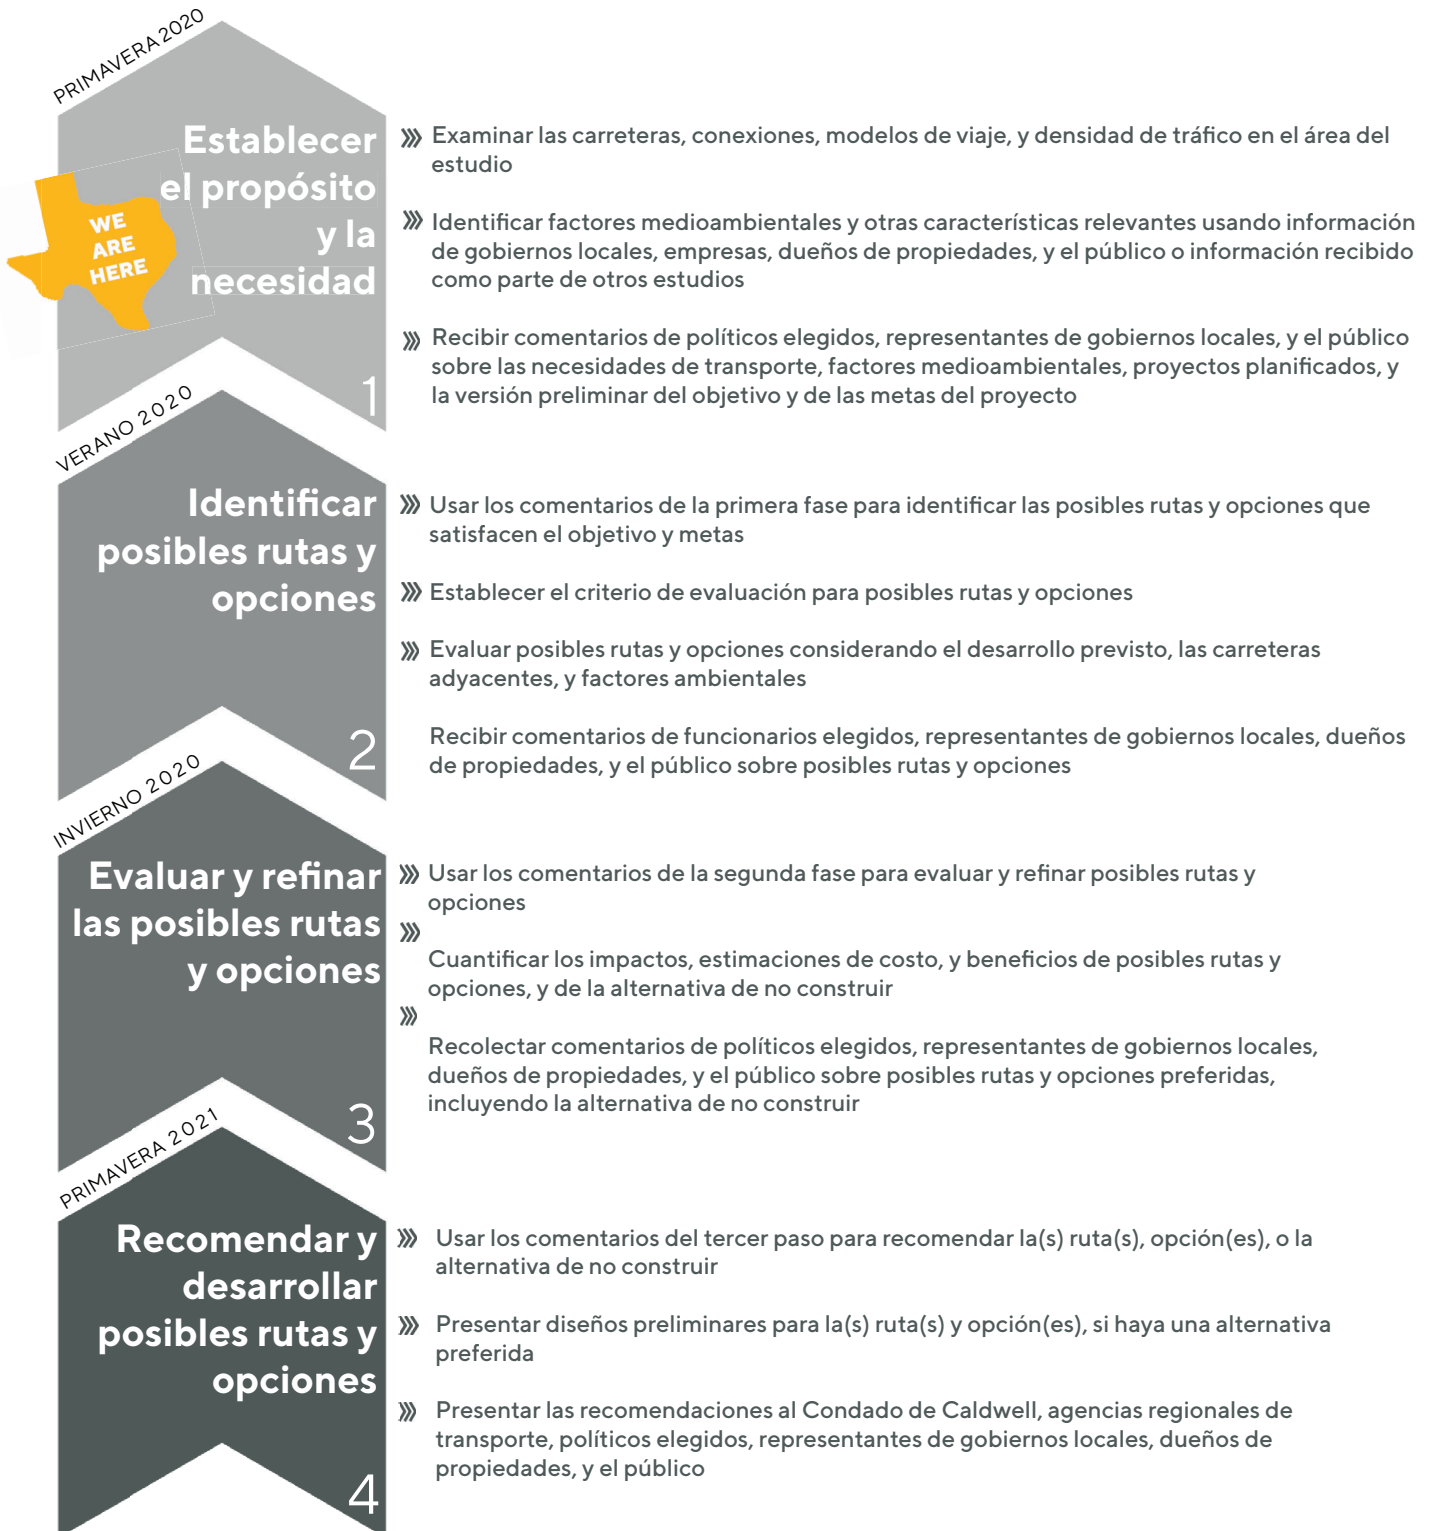 PRIMAVERA 2020
Establecer
el propósito
y la
necesidad
WE
ARE
HERE
1
Examinar las carreteras, conexiones, modelos de viaje, y densidad de tráfico en el área del
estudio
Identificar factores medioambientales y otras características relevantes usando información
de gobiernos locales, empresas, dueños de propiedades, y el público o información recibido
como parte de otros estudios
Recibir comentarios de políticos elegidos, representantes de gobiernos locales, y el público
sobre las necesidades de transporte, factores medioambientales, proyectos planificados, y
la versión preliminar del objetivo y de las metas del proyecto
VERANO 2020
Identificar
posibles rutas y
opciones
2
Usar los comentarios de la primera fase para identificar las posibles rutas y opciones que
satisfacen el objetivo y metas
Establecer el criterio de evaluación para posibles rutas y opciones
Evaluar posibles rutas y opciones considerando el desarrollo previsto, las carreteras
adyacentes, y factores ambientales
Recibir comentarios de funcionarios elegidos, representantes de gobiernos locales, dueños
de propiedades, y el público sobre posibles rutas y opciones
INVIERNO 2020
Evaluar y refinar
las posibles rutas
y opciones
3
Usar los comentarios de la segunda fase para evaluar y refinar posibles rutas y
opciones
Cuantificar los impactos, estimaciones de costo, y beneficios de posibles rutas y
opciones, y de la alternativa de no construir
Recolectar comentarios de políticos elegidos, representantes de gobiernos locales,
dueños de propiedades, y el público sobre posibles rutas y opciones preferidas,
incluyendo la alternativa de no construir
PRIMAVERA 2021
Recomendar y
desarrollar
posibles rutas y
opciones
4
Usar los comentarios del tercer paso para recomendar la(s) ruta(s), opción(es), o la
alternativa de no construir
Presentar diseños preliminares para la(s) ruta(s) y opción(es), si haya una alternativa
preferida
Presentar las recomendaciones al Condado de Caldwell, agencias regionales de
transporte, políticos elegidos, representantes de gobiernos locales, dueños de
propiedades, y el público